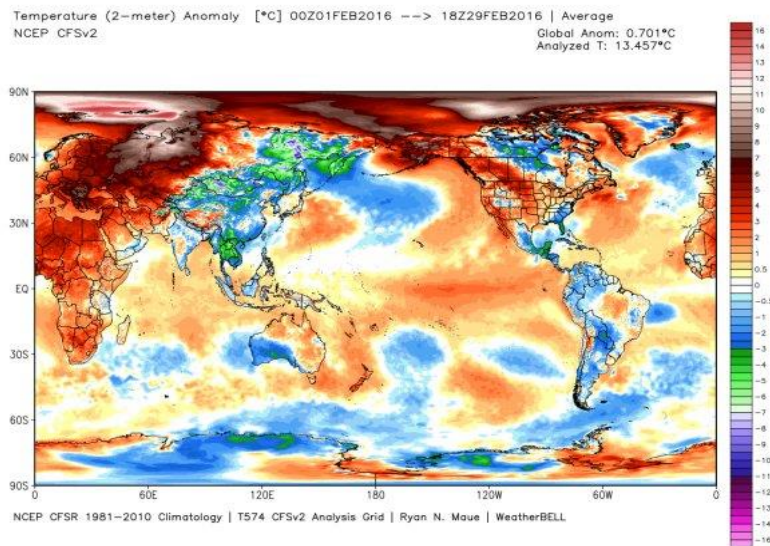 Temperature (2-meter) Anomaly [°C] 00Z01FEB2016 --> 18Z29FEB2016 | Average
NCEP CFSv2
Global Anom: 0.701°C
Analyzed T: 13.457°C
90N
60N
30N
EQ
30S
60S
90S
0 60E 120E 180 120W 60W 0
16
15
14
13
12
11
10
9
8
7
6
5
4
3
2
1
0.5
0
-0.5
-1
-2
-3
-4
-5
-6
-7
-8
-9
-10
-11
-12
-13
-14
-15
-16
NCEP CFSR 1981-2010 Climatology | T574 CFSv2 Analysis Grid | Ryan N. Maue | WeatherBELL